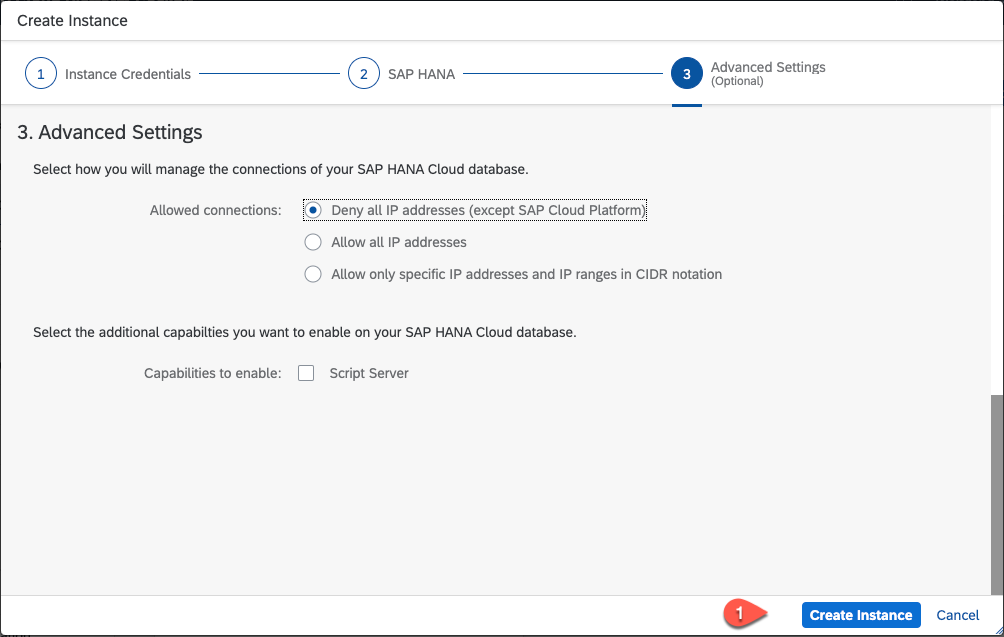 Create Instance
1 Instance Credentials
2 SAP HANA
3 Advanced Settings
(Optional)
3. Advanced Settings
Select how you will manage the connections of your SAP HANA Cloud database.
Allowed connections: Deny all IP addresses (except SAP Cloud Platform)
Allow all IP addresses
Allow only specific IP addresses and IP ranges in CIDR notation
Select the additional capabilties you want to enable on your SAP HANA Cloud database.
Capabilities to enable: Script Server
1 Create Instance Cancel